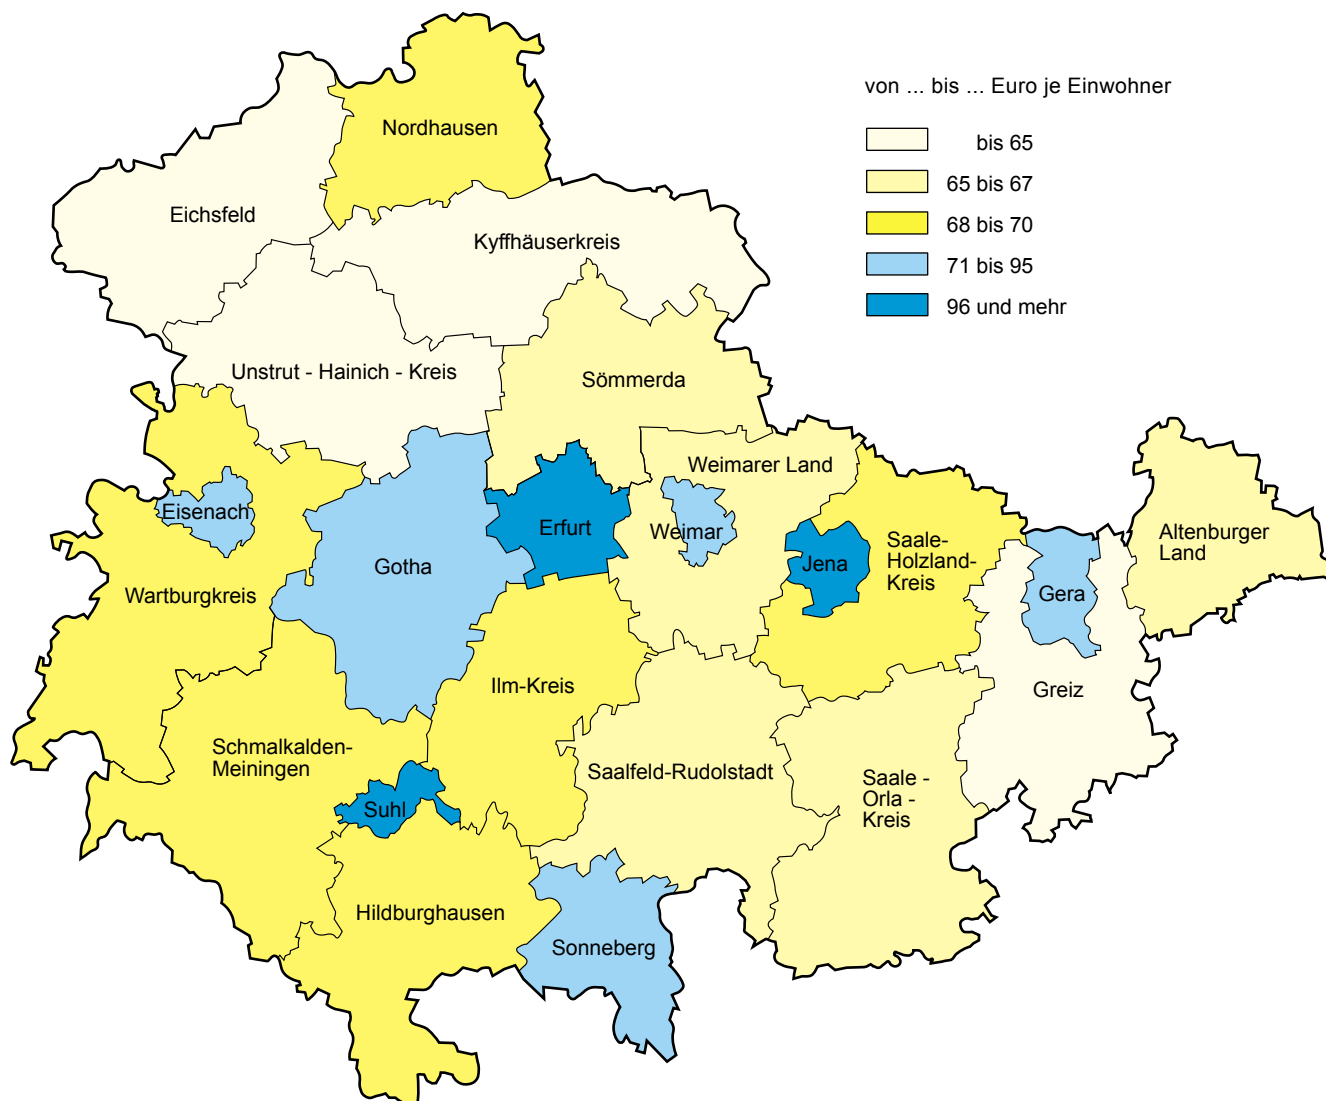 von ... bis ... Euro je Einwohner
bis 65
65 bis 67
68 bis 70
71 bis 95
96 und mehr
Nordhausen
Eichsfeld
Kyffhäuserkreis
Unstrut - Hainich - Kreis
Sömmerda
Weimarer Land
Eisenach
Erfurt
Weimar
Gotha
Jena
Saale-
Holzland-
Kreis
Altenburger
Land
Wartburgkreis
Gera
Ilm-Kreis
Greiz
Schmalkalden-
Meiningen
Saalfeld-Rudolstadt
Saale -
Orla -
Kreis
Suhl
Hildburghausen
Sonneberg